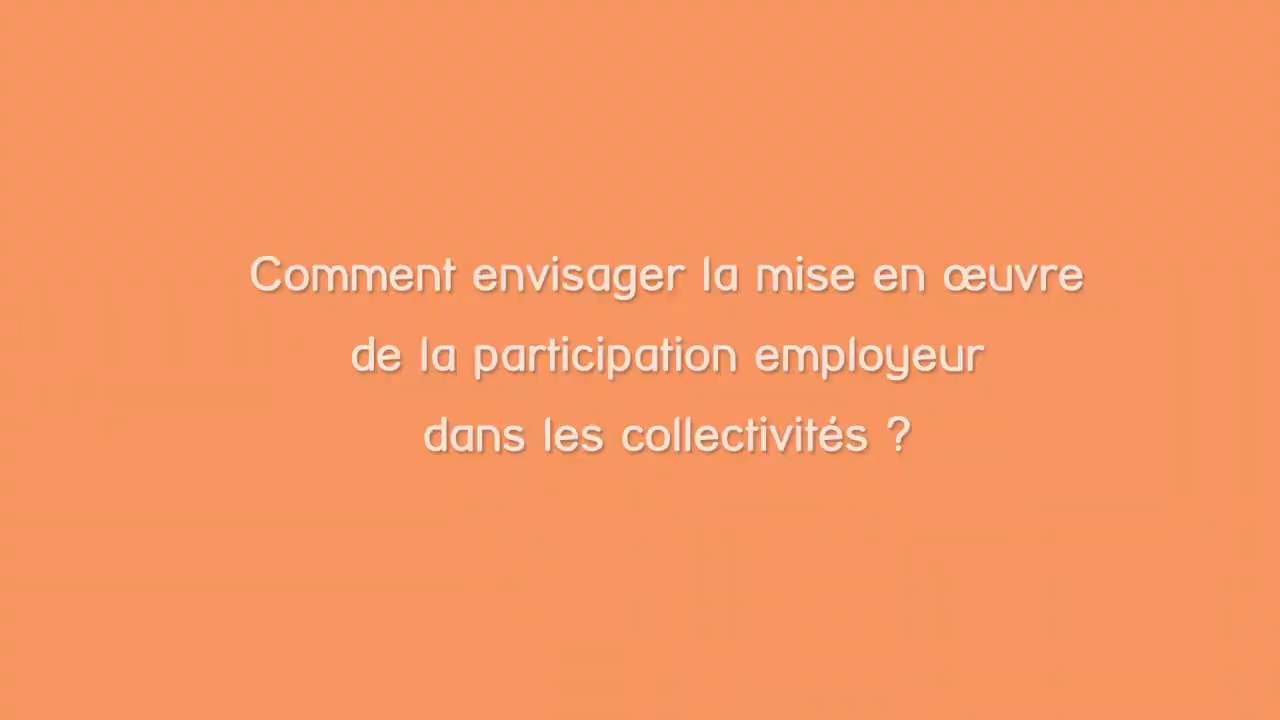 Comment envisager la mise en œuvre
de la participation employeur
dans les collectivités ?